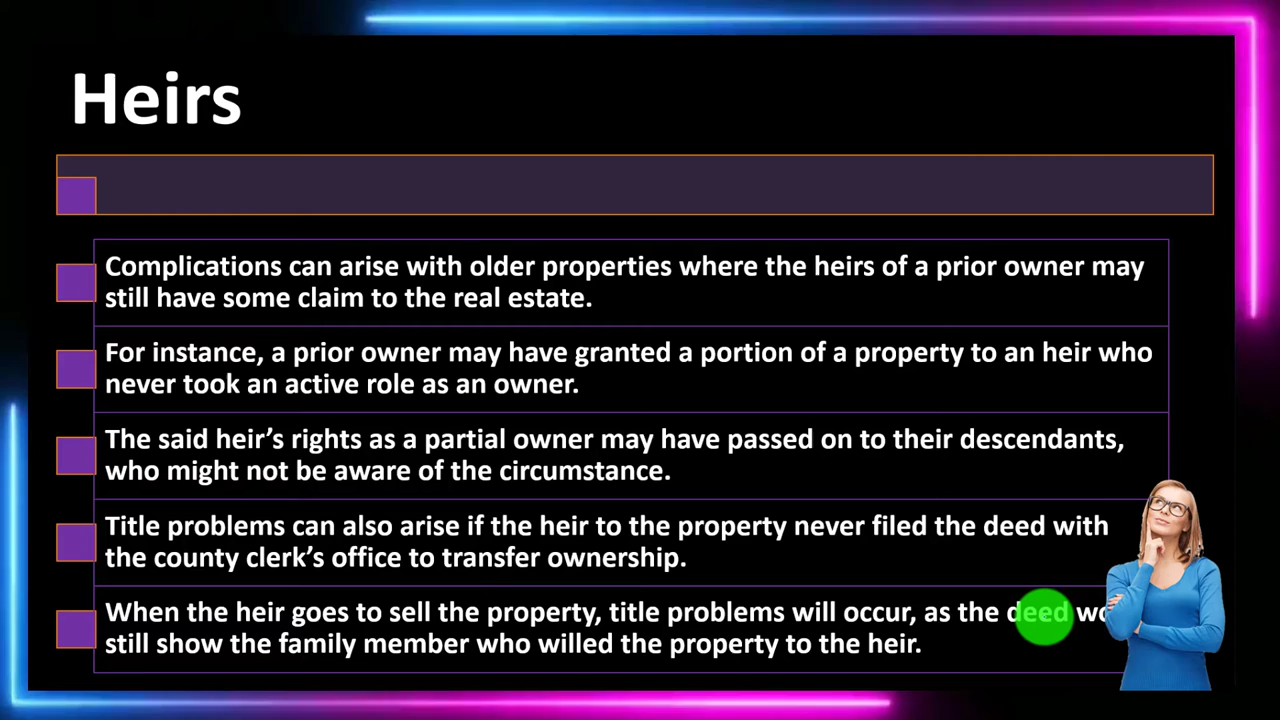 Heirs
Complications can arise with older properties where the heirs of a prior owner may
still have some claim to the real estate.
For instance, a prior owner may have granted a portion of a property to an heir who
never took an active role as an owner.
The said heir’s rights as a partial owner may have passed on to their descendants,
who might not be aware of the circumstance.
Title problems can also arise if the heir to the property never filed the deed with
the county clerk’s office to transfer ownership.
When the heir goes to sell the property, title problems will occur, as the deed
still show the family member who willed the property to the heir.